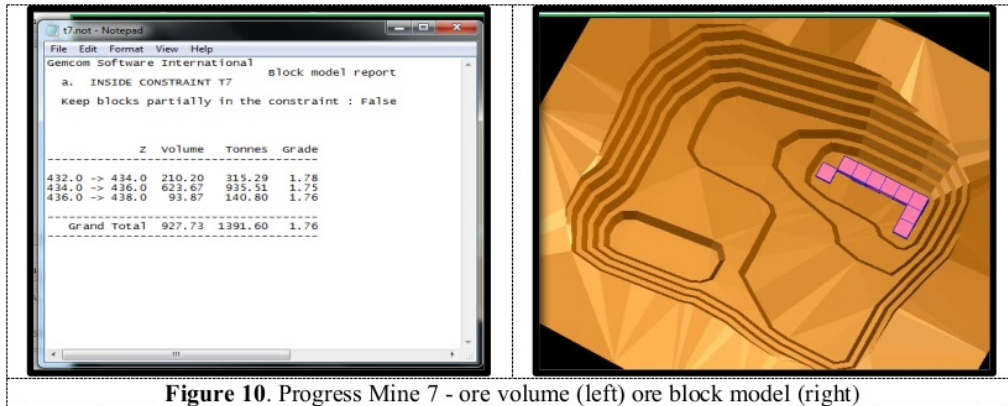 t7.not - Notepad
File Edit Format View Help
Gemcom Software International
Block model report
a. INSIDE CONSTRAINT T7
Keep blocks partially in the constraint : False
Z Volume Tonnes Grade
432.0 -> 434.0 210.20 315.29 1.78
434.0 -> 436.0 623.67 935.51 1.75
436.0 -> 438.0 93.87 140.80 1.76
Grand Total 927.73 1391.60 1.76
Figure 10. Progress Mine 7 - ore volume (left) ore block model (right)